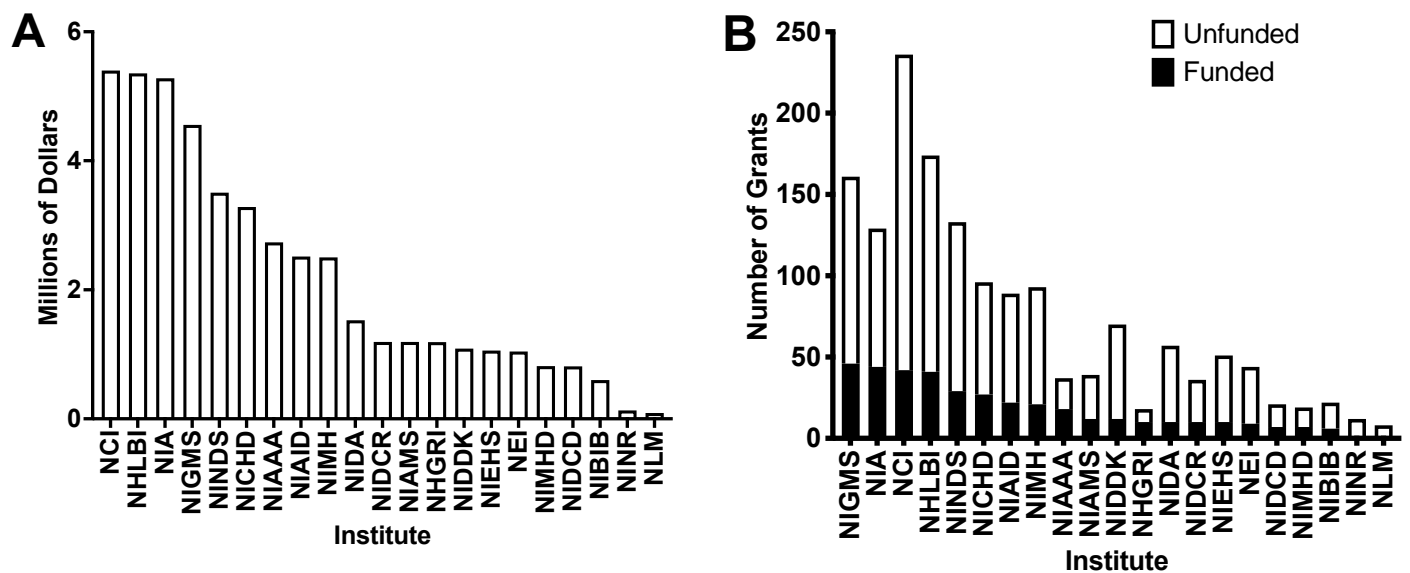 A
6
4
2
0
Millions of Dollars
NCI
NHLBI
NIA
NIGMS
NINDS
NICHD
NIAAA
NIAID
NIMH
NIDA
NIDCR
NIAMS
NHGRI
NIDDK
NIEHS
NEI
NIMHD
NIDCD
NIBIB
NINR
NLM
Institute
B
Unfunded
Funded
250
200
150
100
50
0
Number of Grants
NIGMS
NIA
NCI
NHLBI
NINDS
NICHD
NIAID
NIMH
NIAAA
NIAMS
NIDDK
NHGRI
NIDA
NIDCR
NIEHS
NEI
NIDCD
NIMHD
NIBIB
NINR
NLM
Institute